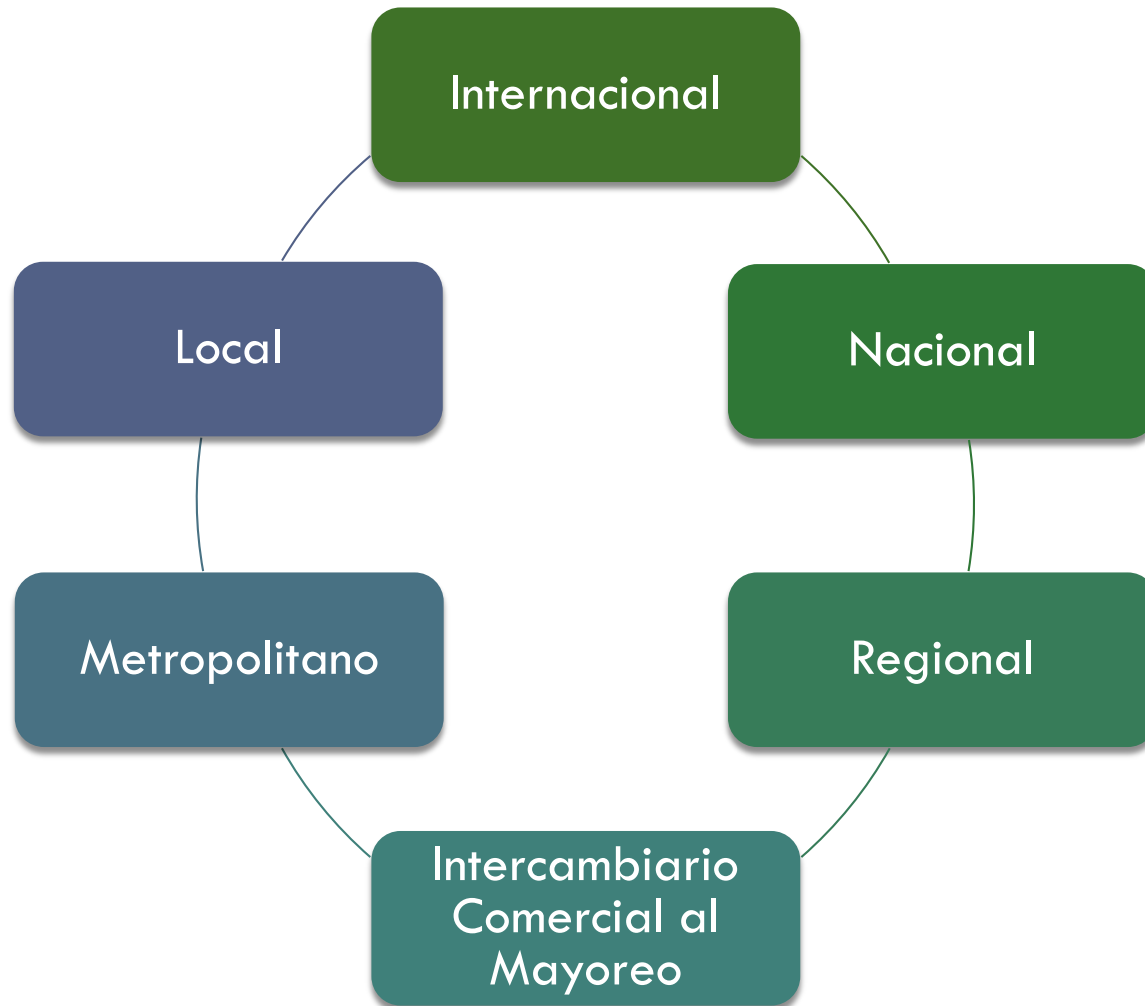 Internacional
Local
Nacional
Metropolitano
Regional
Intercambiario
Comercial al
Mayoreo